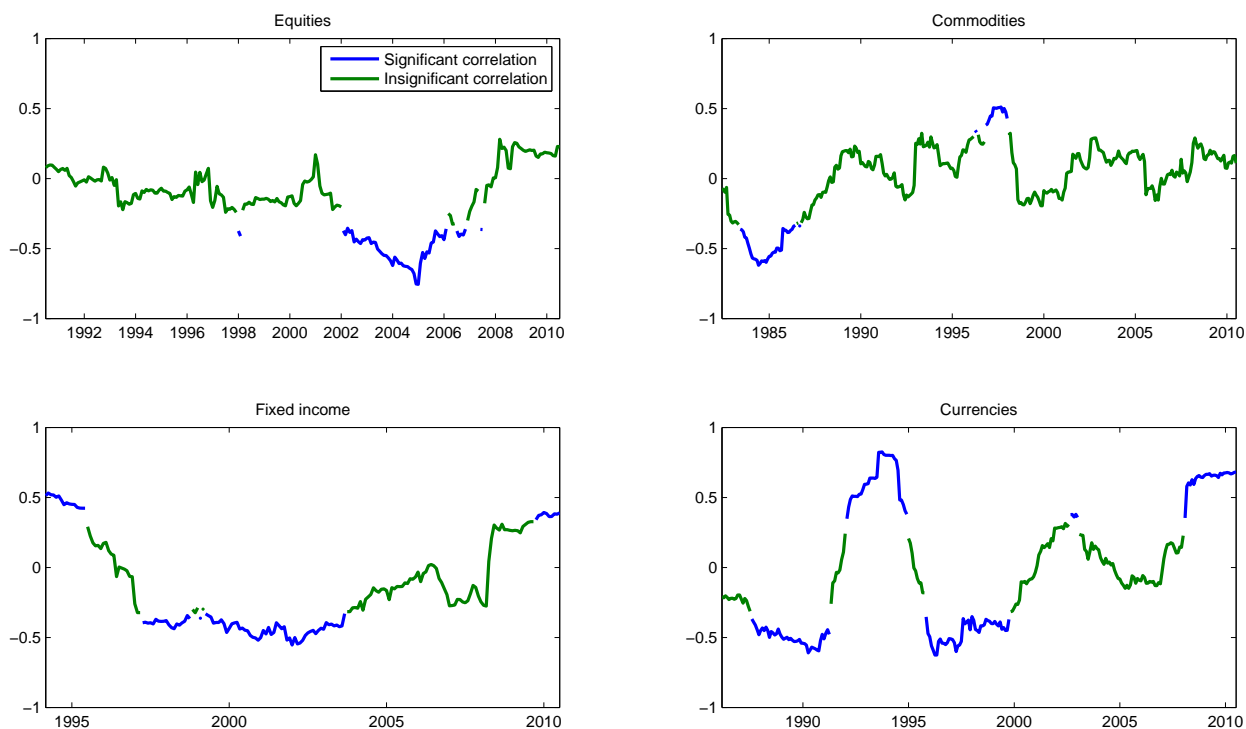 Equities
1
0.5
0
−0.5
−1
1992 1994 1996 1998 2000 2002 2004 2006 2008 2010
Significant correlation
Insignificant correlation
Commodities
1
0.5
0
−0.5
−1
1985 1990 1995 2000 2005 2010
Fixed income
1
0.5
0
−0.5
−1
1995 2000 2005 2010
Currencies
1
0.5
0
−0.5
−1
1990 1995 2000 2005 2010